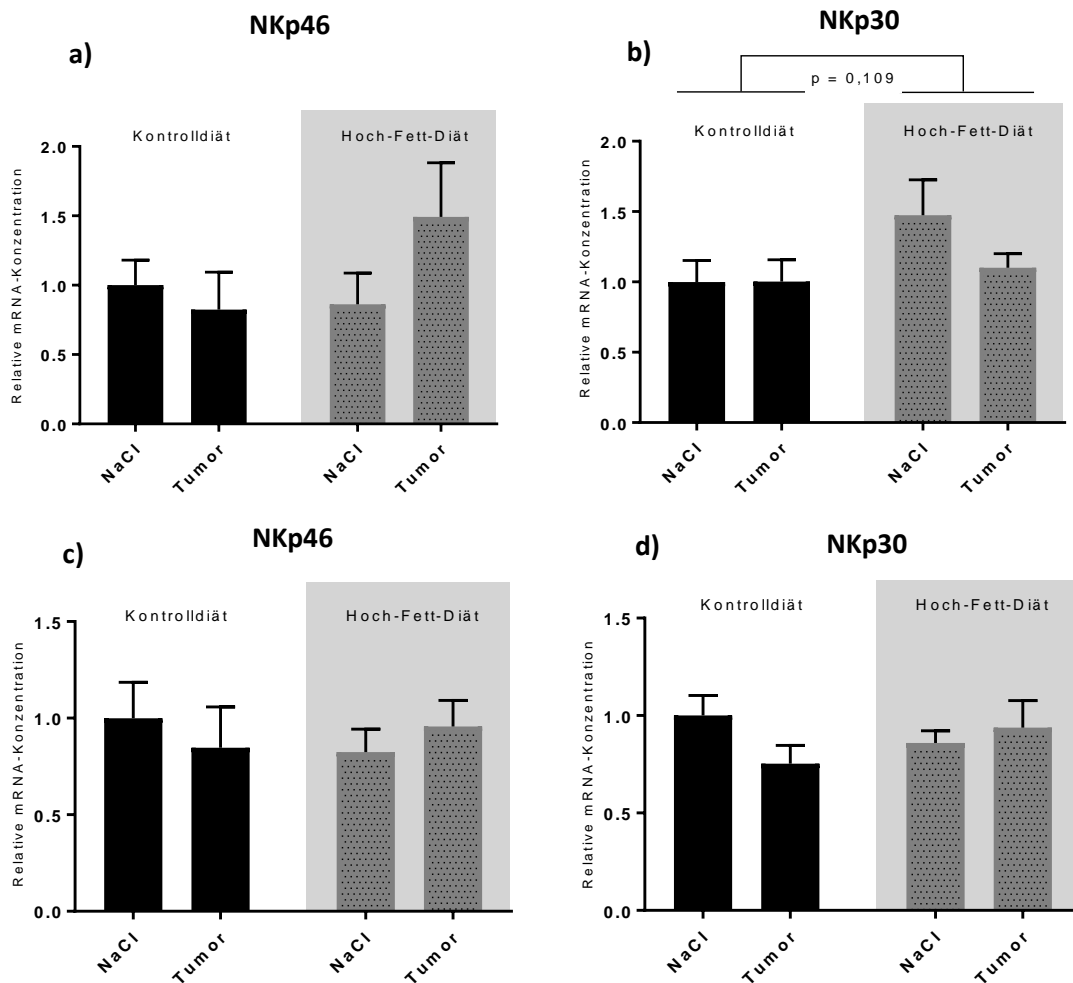 a)
NKp46
Relative mRNA-Konzentration
Kontrolldiät
Hoch-Fett-Diät
2.0
1.5
1.0
0.5
0.0
NaCl
Tumor
NaCl
Tumor
b)
NKp30
p = 0,109
Relative mRNA-Konzentration
Kontrolldiät
Hoch-Fett-Diät
2.0
1.5
1.0
0.5
0.0
NaCl
Tumor
NaCl
Tumor
c)
NKp46
Relative mRNA-Konzentration
Kontrolldiät
Hoch-Fett-Diät
1.5
1.0
0.5
0.0
NaCl
Tumor
NaCl
Tumor
d)
NKp30
Relative mRNA-Konzentration
Kontrolldiät
Hoch-Fett-Diät
1.5
1.0
0.5
0.0
NaCl
Tumor
NaCl
Tumor